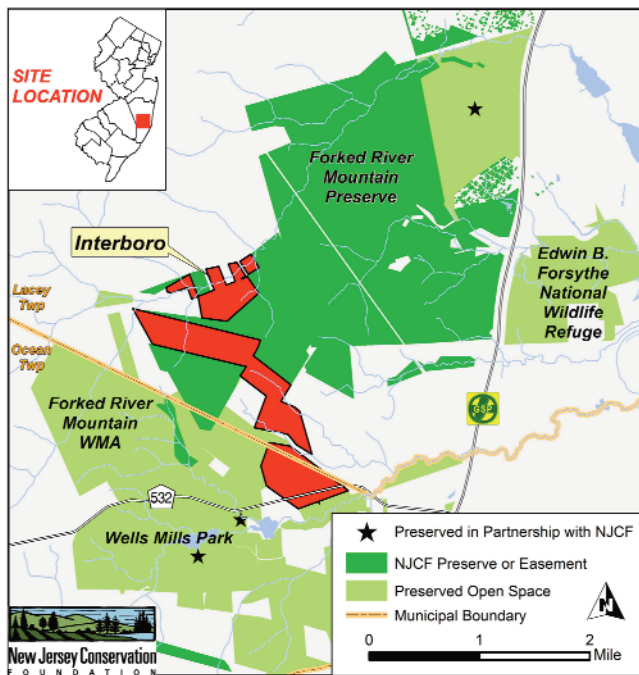 SITE
LOCATION
Forked River
Mountain
Preserve
Interboro
Edwin B.
Forsythe
National
Wildlife
Refuge
Lacey
Twp
Ocean
Twp
Forked River
Mountain
WMA
GSP
532
Wells Mills Park
Preserved in Partnership with NJCF
NJCF Preserve or Easement
Preserved Open Space
Municipal Boundary
N
0 1 2
Mile
New Jersey Conservation
FOUNDATION